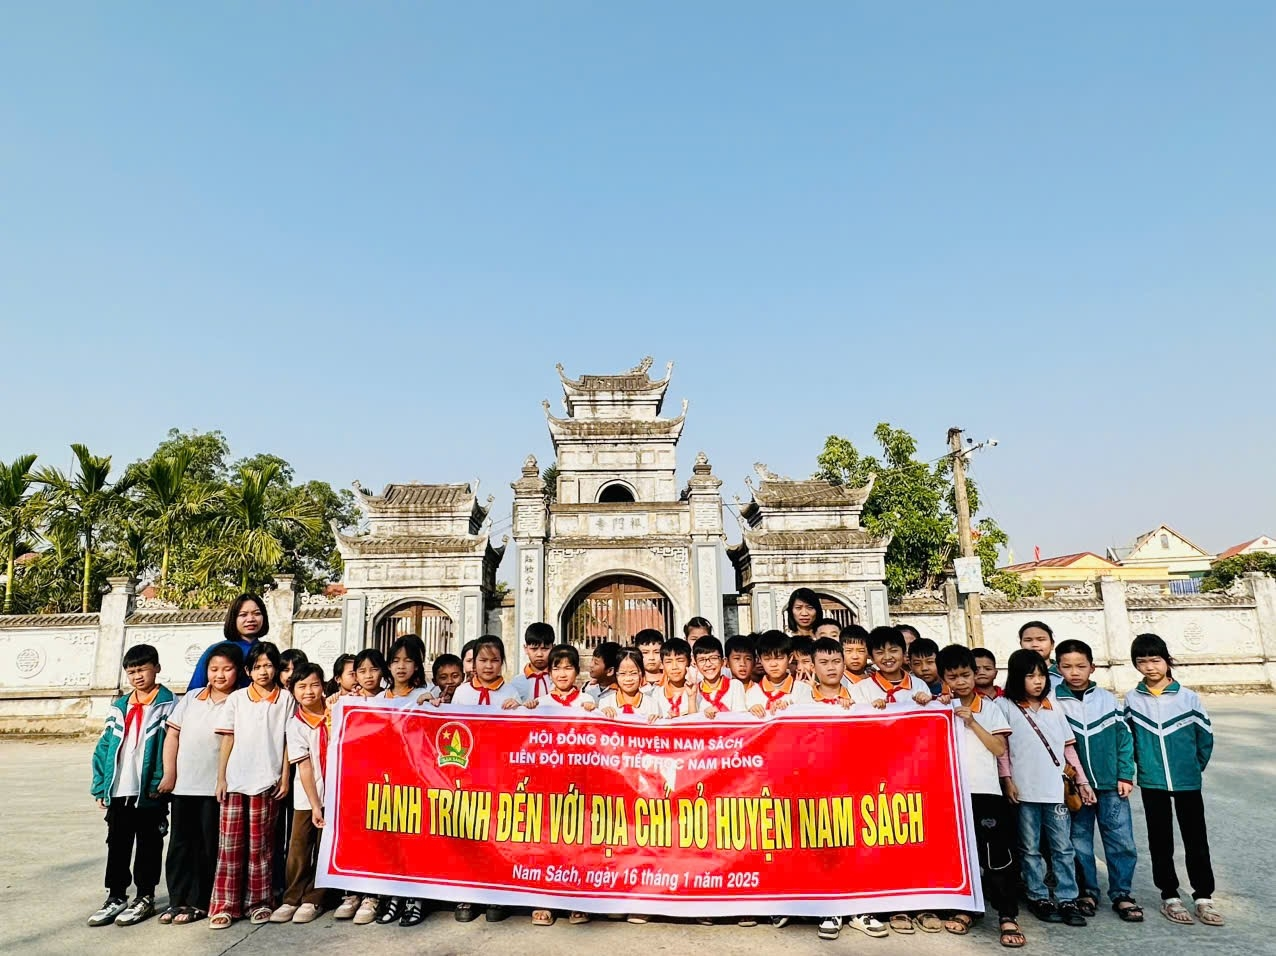 HỘI ĐỒNG ĐỘI HUYỆN NAM SÁCH
LIÊN ĐỘI TRƯỜNG TIỂU HỌC NAM HỒNG
HÀNH TRÌNH ĐẾN VỚI ĐỊA CHỈ ĐỎ HUYỆN NAM SÁCH
Nam Sách, ngày 16 tháng 1 năm 2025